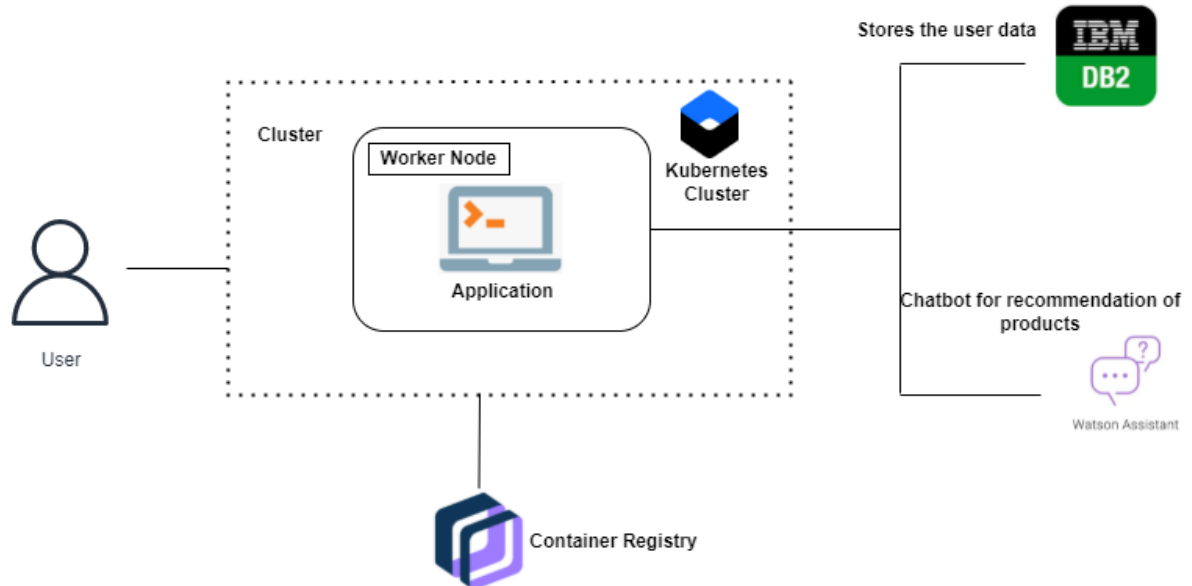 Stores the user data
IBM
DB2
Cluster
Worker Node
Kubernetes
Cluster
Application
User
Chatbot for recommendation of
products
?
Watson Assistant
Container Registry